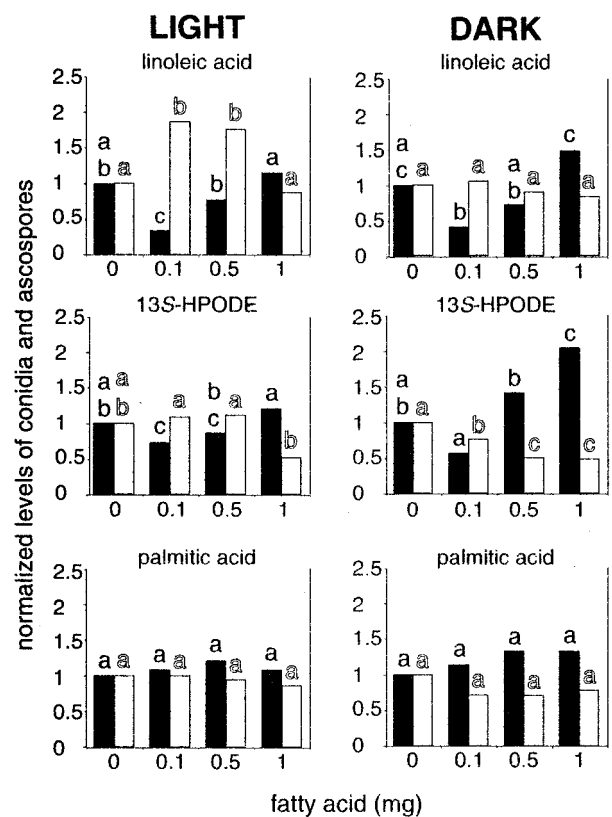 LIGHT DARK
linoleic acid linoleic acid
2.5 2.5
b b
2 2
a a c
1.5 a 1.5 a a
b a a c a b a
1 1
b a a
0.5 c 0.5 b
0 0
0 0.1 0.5 1 0 0.1 0.5 1
13S-HPODE 13S-HPODE
2.5 2.5
c
2 2
a a b a a b
1.5 1.5
b b c a c b a b
1 1
0.5 b 0.5 a c c
0 0
0 0.1 0.5 1 0 0.1 0.5 1
palmitic acid palmitic acid
2.5 2.5
2 2
1.5 1.5
a a a a a a a a a a a a
1 1
a a a a
0.5 0.5
0 0
0 0.1 0.5 1 0 0.1 0.5 1
normalized levels of conidia and ascospores
fatty acid (mg)